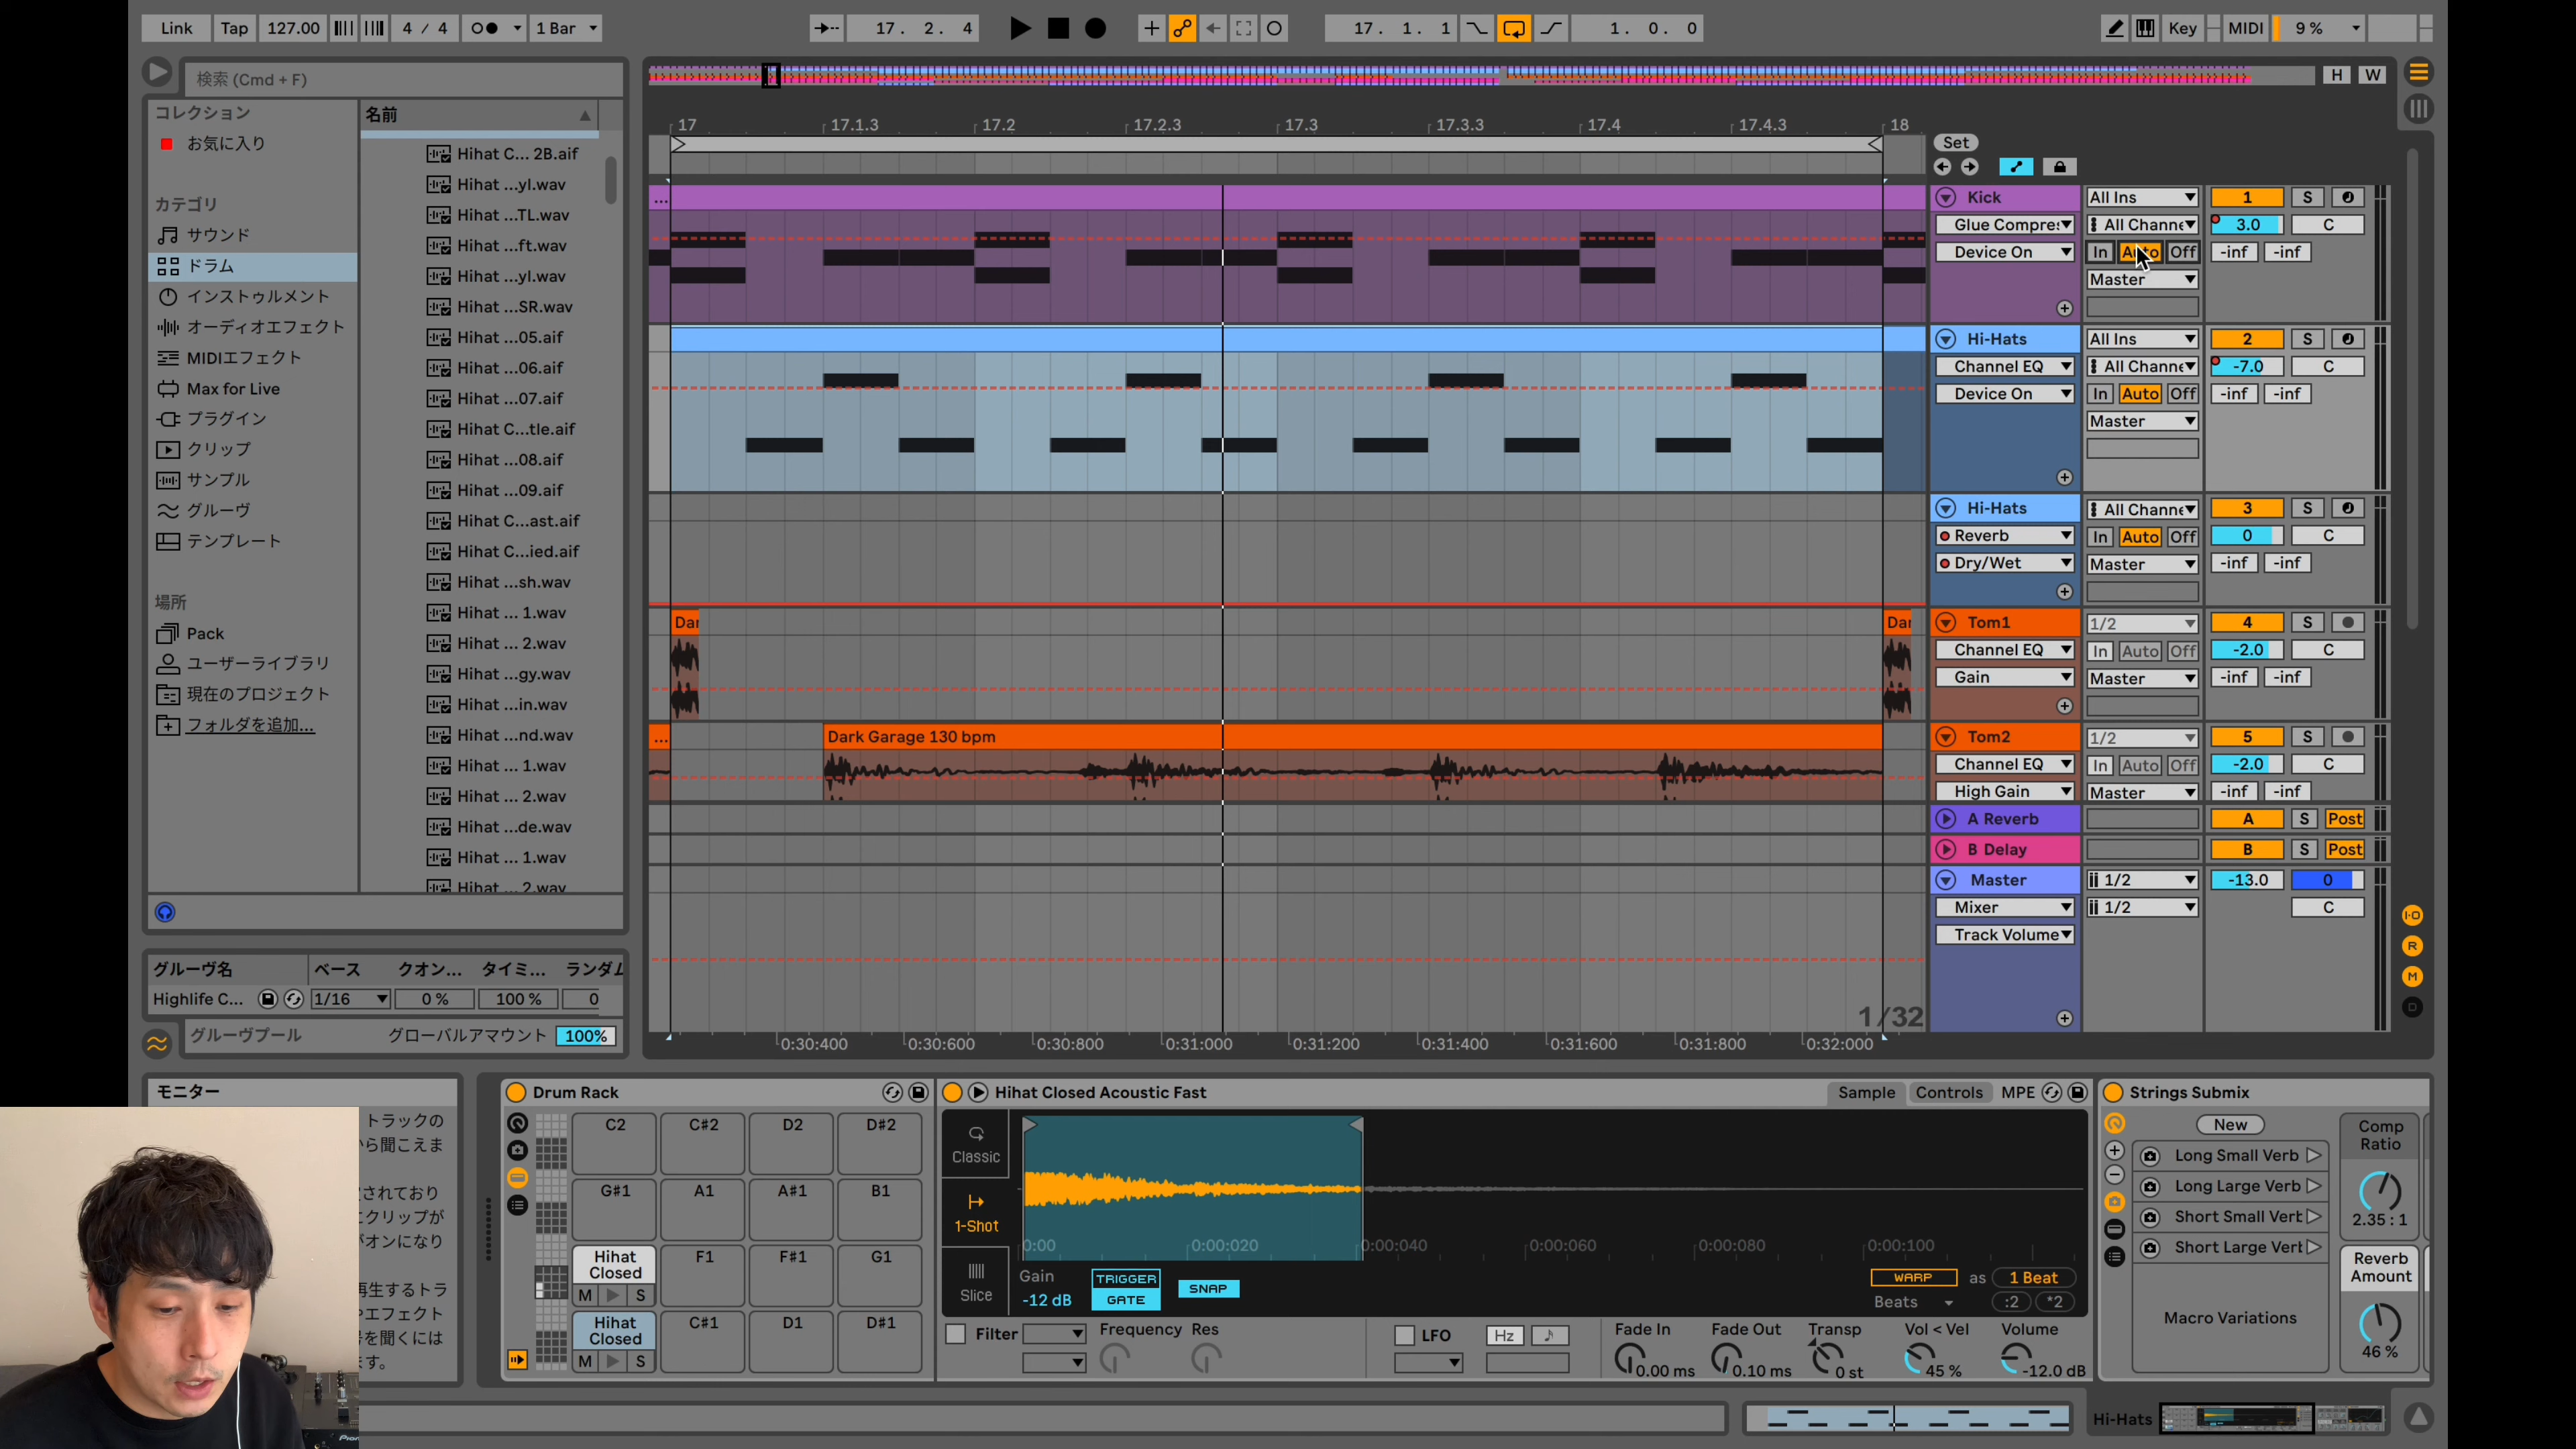 Link Tap 127.00 4 / 4 1 Bar 17. 2. 4 17. 1. 1 1. 0. 0 Key MIDI 9 %
検索 (Cmd + F)
H W
コレクション
お気に入り
カテゴリ
サウンド
ドラム
インストゥルメント
オーディオエフェクト
MIDIエフェクト
Max for Live
プラグイン
クリップ
サンプル
グルーヴ
テンプレート
場所
Pack
ユーザーライブラリ
現在のプロジェクト
フォルダを追加...
名前
Hihat C... 2B.aif
Hihat ...yl.wav
Hihat ...TL.wav
Hihat ...ft.wav
Hihat ...yl.wav
Hihat ...SR.wav
Hihat ...05.aif
Hihat ...06.aif
Hihat ...07.aif
Hihat C...tle.aif
Hihat ...08.aif
Hihat ...09.aif
Hihat C...ast.aif
Hihat C...ied.aif
Hihat ...sh.wav
Hihat ... 1.wav
Hihat ... 2.wav
Hihat ...gy.wav
Hihat ...in.wav
Hihat ...nd.wav
Hihat ... 1.wav
Hihat ... 2.wav
Hihat ...de.wav
Hihat ... 1.wav
Hihat ... 2.wav
グルーヴ名 ベース クオン... タイミ... ランダム
Highlife C... 1/16 0 % 100 % 0
グルーヴプール グローバルアマウント 100%
17 17.1.3 17.2 17.2.3 17.3 17.3.3 17.4 17.4.3 18
Set
...
Dar
Dar
...
Dark Garage 130 bpm
1/32
0:30:400 0:30:600 0:30:800 0:31:000 0:31:200 0:31:400 0:31:600 0:31:800 0:32:000
Kick All Ins 1 S
Glue Compres All Channe 3.0 C
Device On In Auto Off -inf -inf
Master
Hi-Hats All Ins 2 S
Channel EQ All Channe -7.0 C
Device On In Auto Off -inf -inf
Master
Hi-Hats All Channe 3 S
Reverb In Auto Off 0 C
Dry/Wet Master -inf -inf
Tom1 1/2 4 S
Channel EQ In Auto Off -2.0 C
Gain Master -inf -inf
Tom2 1/2 5 S
Channel EQ In Auto Off -2.0 C
High Gain Master -inf -inf
A Reverb A S Post
B Delay B S Post
Master 1/2 -13.0 0
Mixer 1/2 C
Track Volume
I·O
R
M
D
モニター
トラックの
ら聞こえま
されており
クリップが
オンになり
再生するトラ
やエフェクト
を聞くには
す。
Drum Rack
C2 C#2 D2 D#2
G#1 A1 A#1 B1
Hihat Closed F1 F#1 G1
M S
Hihat Closed C#1 D1 D#1
M S
Hihat Closed Acoustic Fast Sample Controls MPE
Classic
1-Shot
Slice
0:00 0:00:020 0:00:040 0:00:060 0:00:080 0:00:100
Gain
-12 dB
TRIGGER
GATE
SNAP
WARP as 1 Beat
Beats :2 *2
Filter Frequency Res LFO Hz
Fade In Fade Out Transp Vol < Vel Volume
0.00 ms 0.10 ms 0 st 45 % -12.0 dB
Strings Submix
New
Long Small Verb
Long Large Verb
Short Small Vert
Short Large Vert
Macro Variations
Comp Ratio
2.35 : 1
Reverb Amount
46 %
Hi-Hats